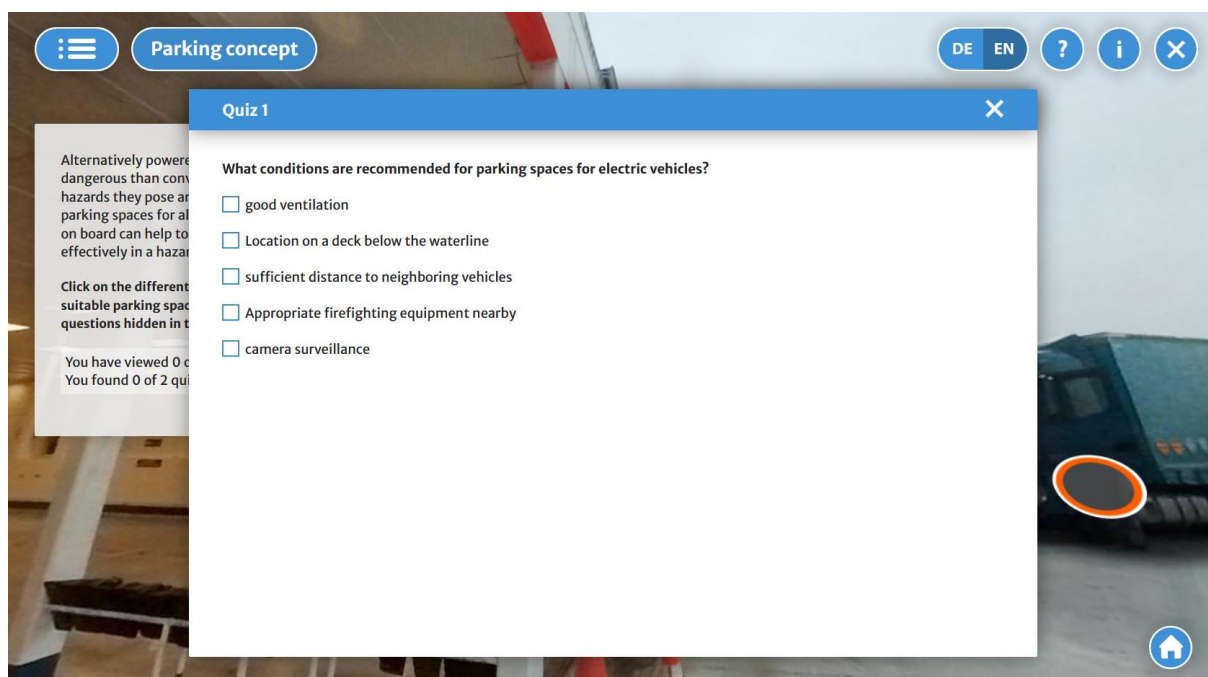 Parking concept
DE EN ? i
Quiz 1
Alternatively powere
dangerous than conv
hazards they pose ar
parking spaces for al
on board can help to
effectively in a hazar
Click on the different
suitable parking spac
questions hidden in t
You have viewed 0 o
You found 0 of 2 qui
What conditions are recommended for parking spaces for electric vehicles?
good ventilation
Location on a deck below the waterline
sufficient distance to neighboring vehicles
Appropriate firefighting equipment nearby
camera surveillance